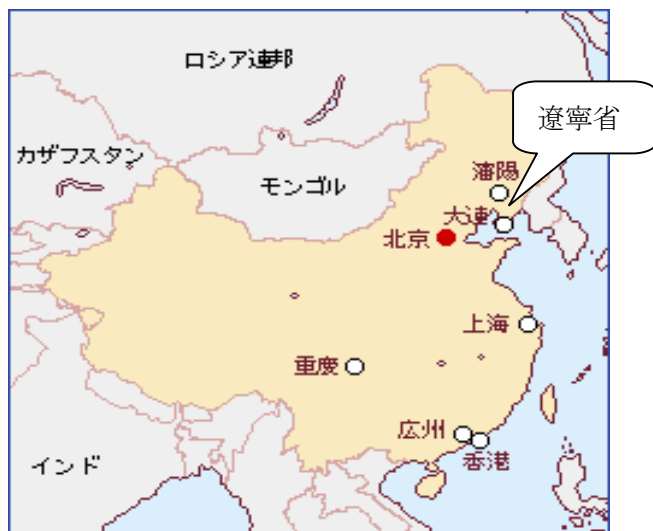 ロシア連邦
遼寧省
カザフスタン
モンゴル
瀋陽
大連
北京
上海
重慶
広州
香港
インド